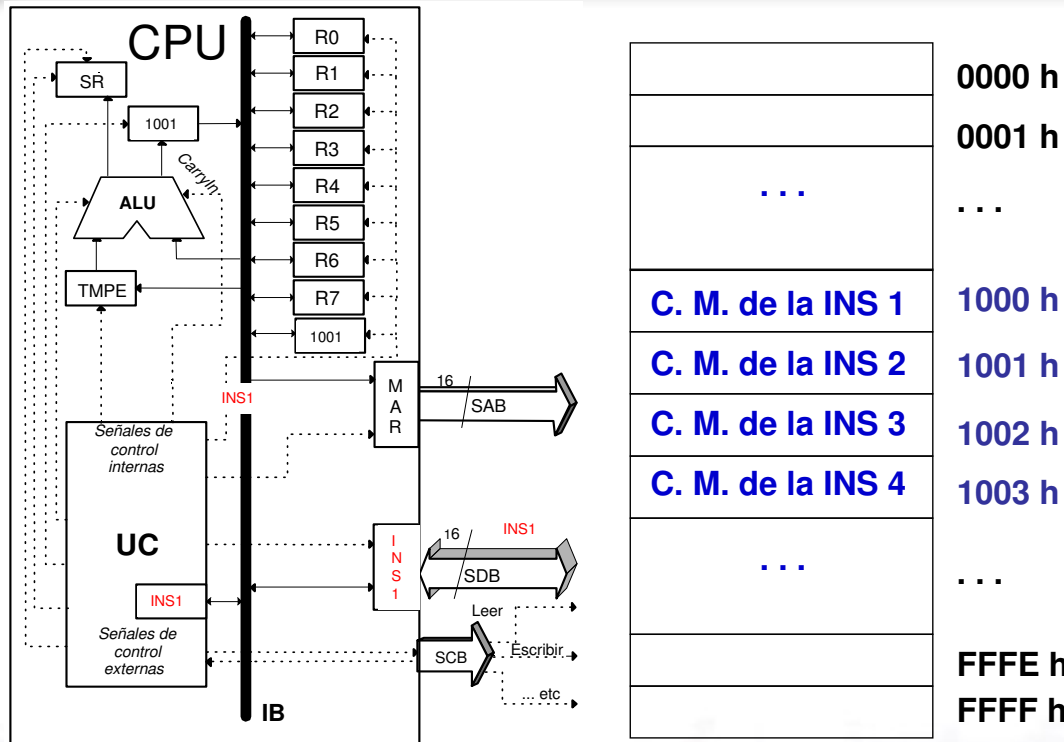 CPU
SR
1001
CarryIn
ALU
TMPE
R0
R1
R2
R3
R4
R5
R6
R7
1001
INS1
M
A
R
16
SAB
Señales de
control
internas
UC
INS1
Señales de
control
externas
I
N
S
1
16
INS1
SDB
Leer
SCB
Escribir
... etc
IB
0000 h
0001 h
. . .
. . .
C. M. de la INS 1
1000 h
C. M. de la INS 2
1001 h
C. M. de la INS 3
1002 h
C. M. de la INS 4
1003 h
. . .
. . .
FFFE h
FFFF h